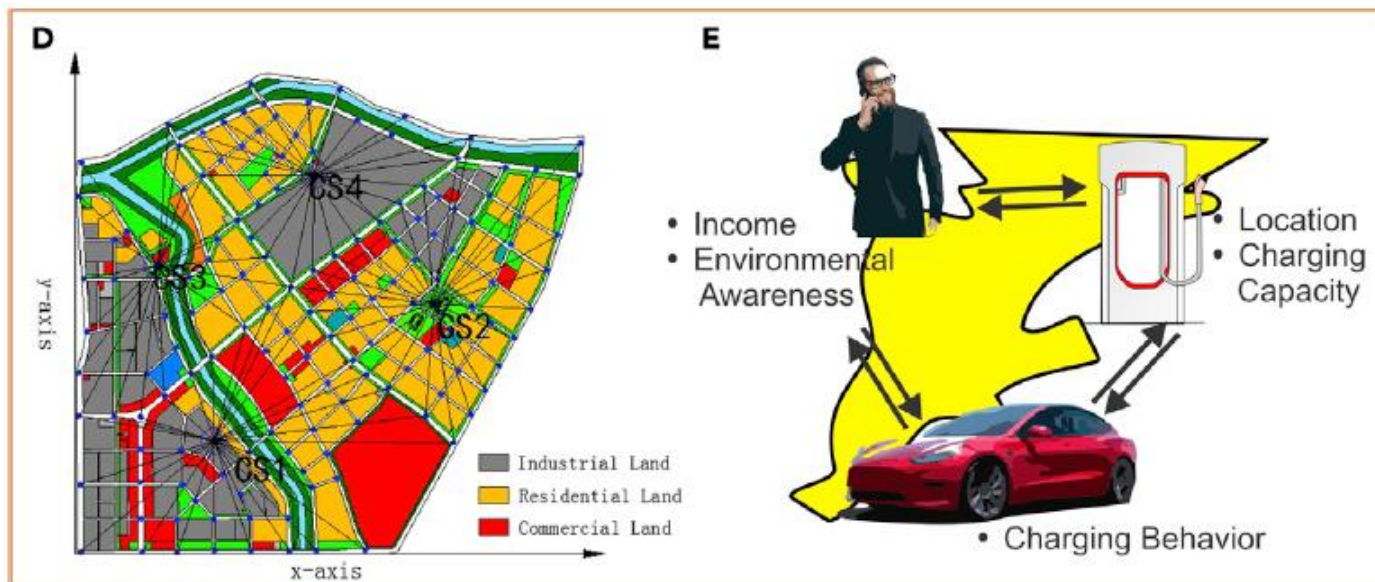 D
CS4
CS3
CS2
CS1
y-axis
x-axis
Industrial Land
Residential Land
Commercial Land
E
• Income
• Environmental
Awareness
• Location
• Charging
Capacity
• Charging Behavior